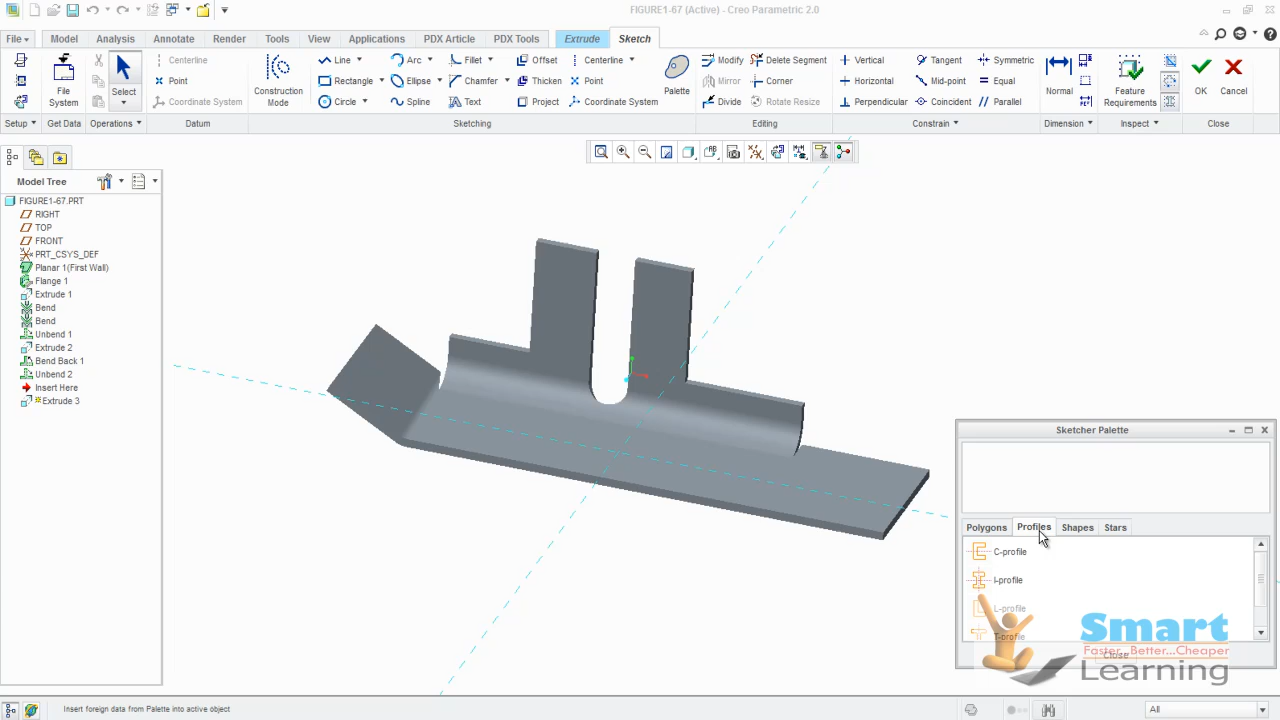 FIGURE1-67 (Active) - Creo Parametric 2.0
File Model Analysis Annotate Render Tools View Applications PDX Article PDX Tools Extrude Sketch
File System
Select
Centerline
Point
Coordinate System
Construction Mode
Line Arc Fillet Offset Centerline
Rectangle Ellipse Chamfer Thicken Point
Circle Spline Text Project Coordinate System
Palette
Modify Delete Segment
Mirror Corner
Divide Rotate Resize
Vertical Tangent Symmetric
Horizontal Mid-point Equal
Perpendicular Coincident Parallel
Normal
Feature Requirements
OK
Cancel
Setup Get Data Operations Datum Sketching Editing Constrain Dimension Inspect Close
Model Tree
FIGURE1-67.PRT
RIGHT
TOP
FRONT
PRT_CSYS_DEF
Planar 1(First Wall)
Flange 1
Extrude 1
Bend
Bend
Unbend 1
Extrude 2
Bend Back 1
Unbend 2
Insert Here
Extrude 3
Sketcher Palette
Polygons Profiles Shapes Stars
C-profile
I-profile
L-profile
T-profile
Close
Smart
Faster...Better...Cheaper
Learning
Insert foreign data from Palette into active object
All